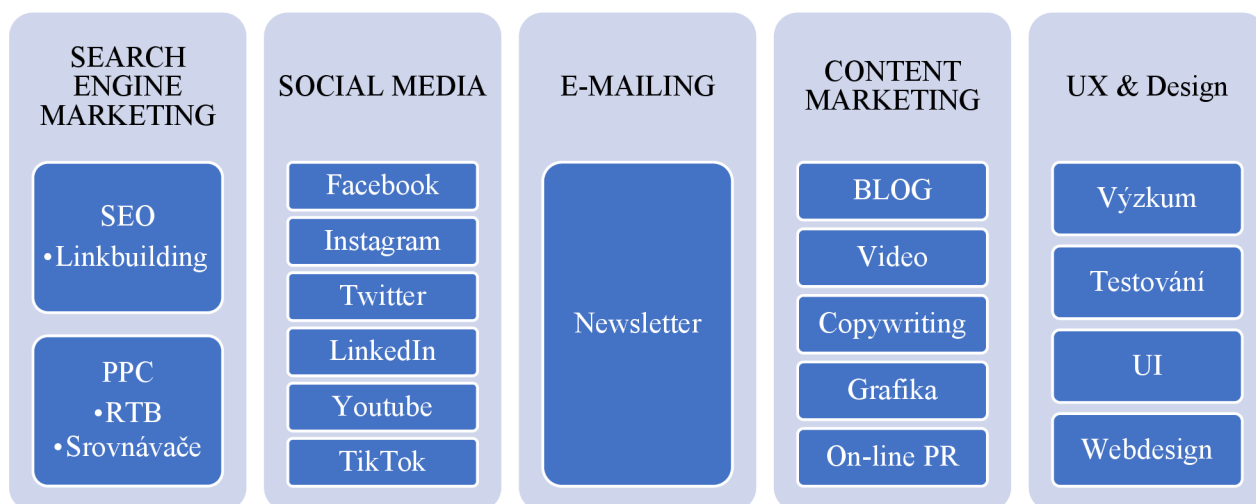 SEARCH
ENGINE
MARKETING
SEO
•Linkbuilding
PPC
•RTB
•Srovnávače
SOCIAL MEDIA
Facebook
Instagram
Twitter
LinkedIn
Youtube
TikTok
E-MAILING
Newsletter
CONTENT
MARKETING
BLOG
Video
Copywriting
Grafika
On-line PR
UX & Design
Výzkum
Testování
UI
Webdesign